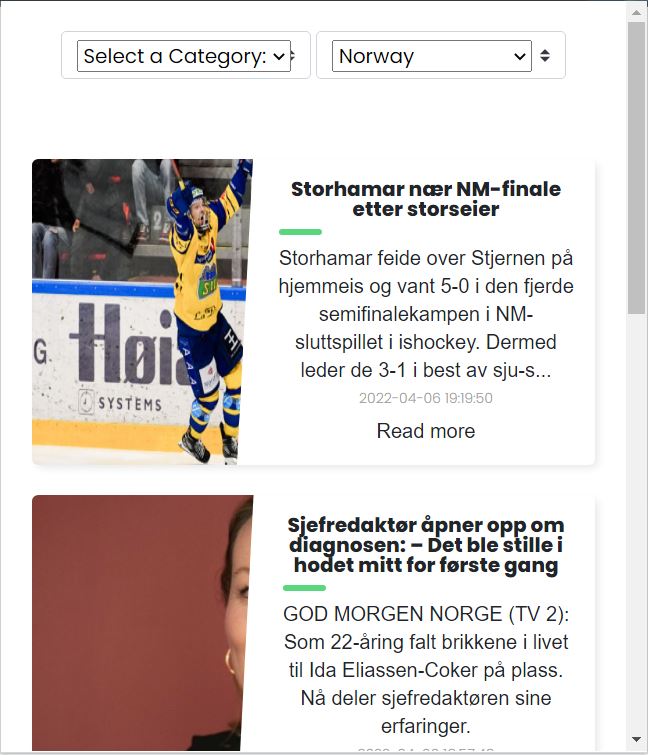 Select a Category:
Norway
Storhamar nær NM-finale
etter storseier
Storhamar feide over Stjernen på
hjemmeis og vant 5-0 i den fjerde
semifinalekampen i NM-
sluttspillet i ishockey. Dermed
leder de 3-1 i best av sju-s...
2022-04-06 19:19:50
Read more
G Høia
SYSTEMS
Sjefredaktør åpner opp om
diagnosen: – Det ble stille i
hodet mitt for første gang
GOD MORGEN NORGE (TV 2):
Som 22-åring falt brikkene i livet
til Ida Eliassen-Coker på plass.
Nå deler sjefredaktøren sine
erfaringer.